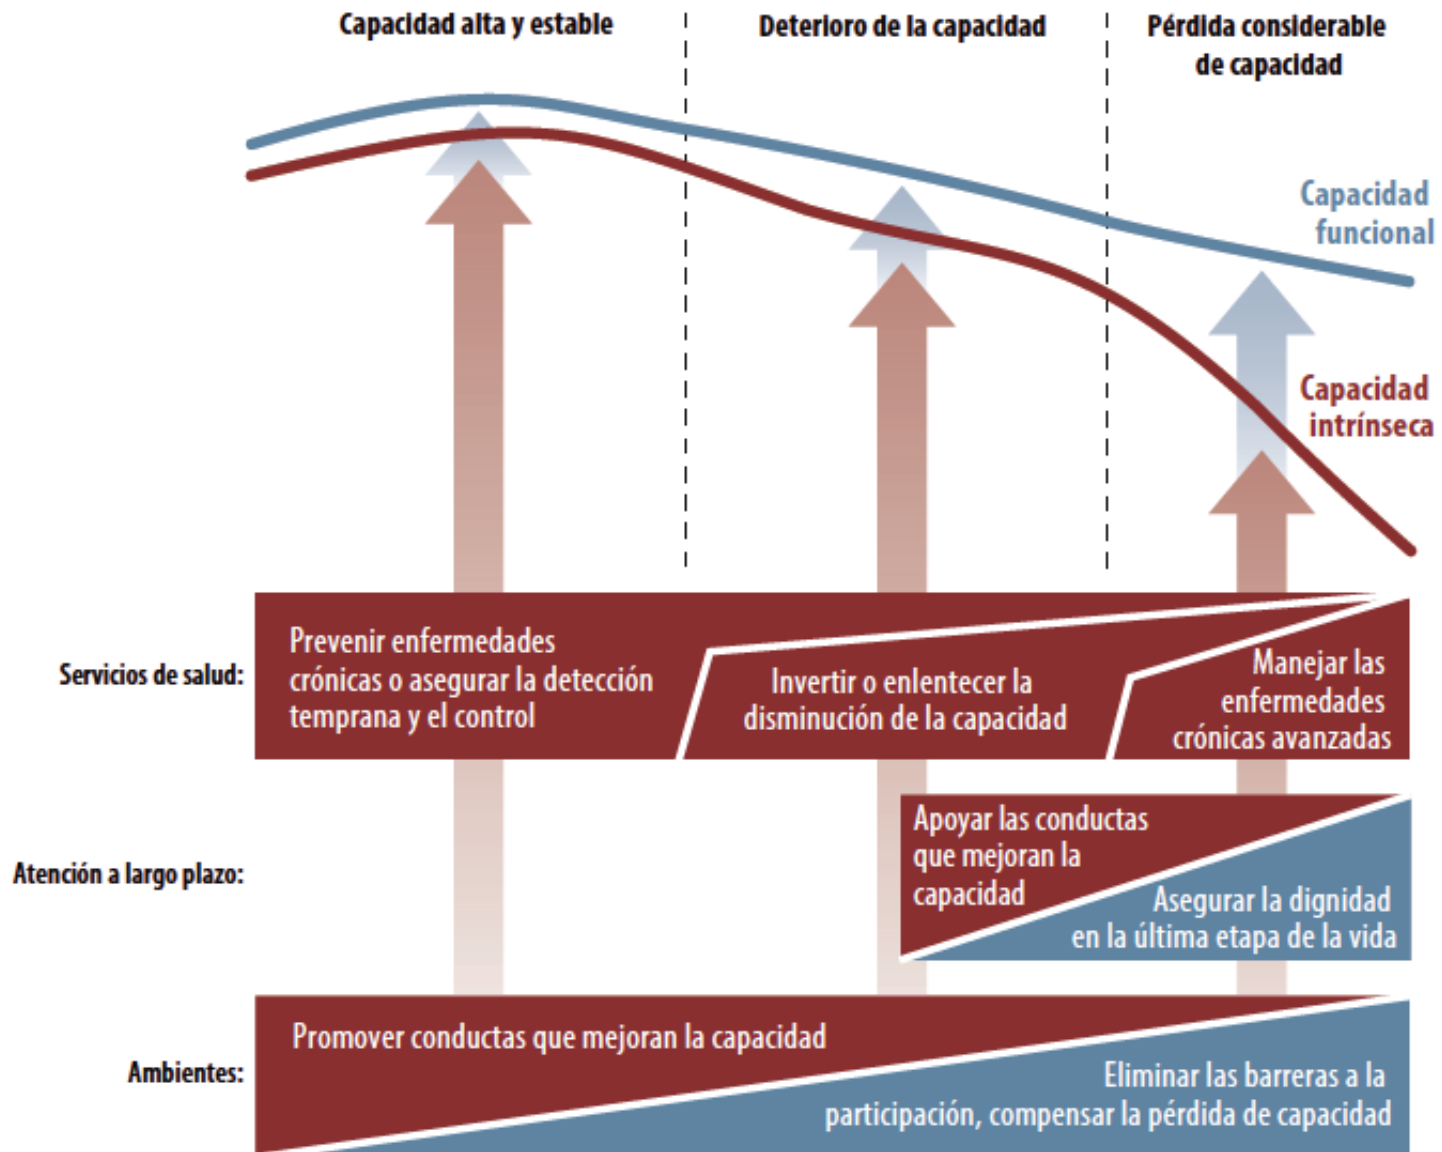 Capacidad alta y estable
Deterioro de la capacidad
Pérdida considerable
de capacidad
Capacidad
funcional
Capacidad
intrínseca
Servicios de salud:
Prevenir enfermedades
crónicas o asegurar la detección
temprana y el control
Invertir o enlentecer la
disminución de la capacidad
Manejar las
enfermedades
crónicas avanzadas
Atención a largo plazo:
Apoyar las conductas
que mejoran la
capacidad
Asegurar la dignidad
en la última etapa de la vida
Ambientes:
Promover conductas que mejoran la capacidad
Eliminar las barreras a la
participación, compensar la pérdida de capacidad